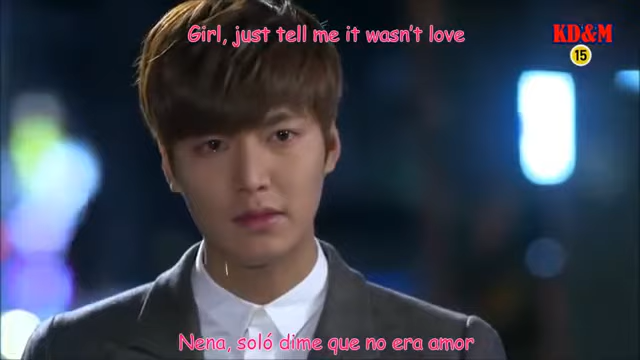 Girl, just tell me it wasn't love
KD&M
15
Nena, soló dime que no era amor